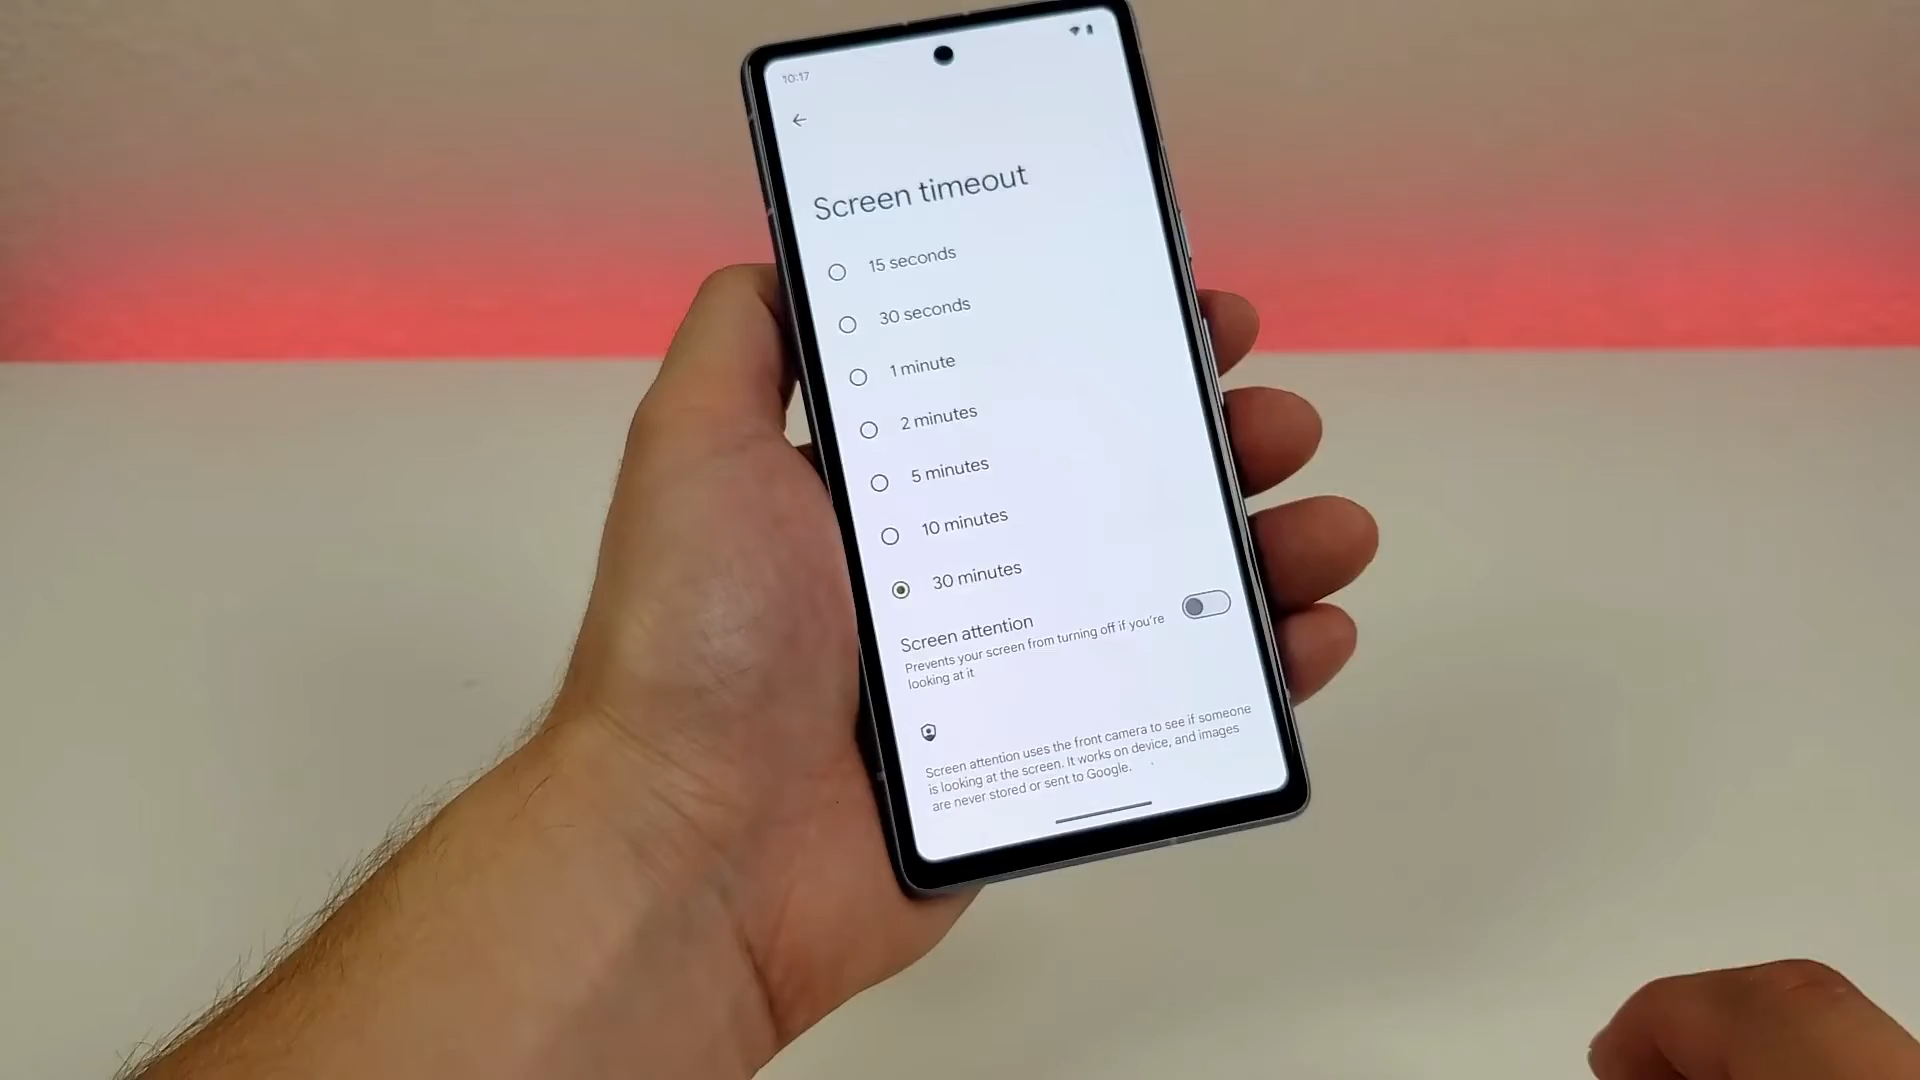 10:17
Screen timeout
15 seconds
30 seconds
1 minute
2 minutes
5 minutes
10 minutes
30 minutes
Screen attention
Prevents your screen from turning off if you're
looking at it
Screen attention uses the front camera to see if someone
is looking at the screen. It works on device, and images
are never stored or sent to Google.